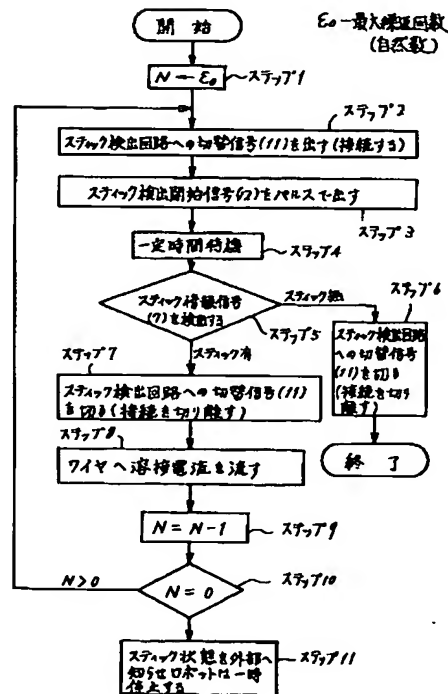 開始
ε₀ー最大繰返回数
(自然数)
N ← ε₀
ステップ1
ステップ2
スティック検出回路への切替信号(11)を出す(接続する)
スティック検出開始信号(12)をパルスで出す
ステップ3
一定時間待機
ステップ4
スティック情報信号
(7)を検出する
ステップ5
スティック無
ステップ6
スティック検出回路
への切替信号
(11)を切る
(接続を切り
離す)
終了
スティック有
ステップ7
スティック検出回路への切替信号(11)
を切る(接続を切り離す)
ステップ8
ワイヤへ溶接電流を流す
N = N-1
ステップ9
N>0
N = 0
ステップ10
スティック状態を外部へ
知らせロボットは一時
停止する
ステップ11